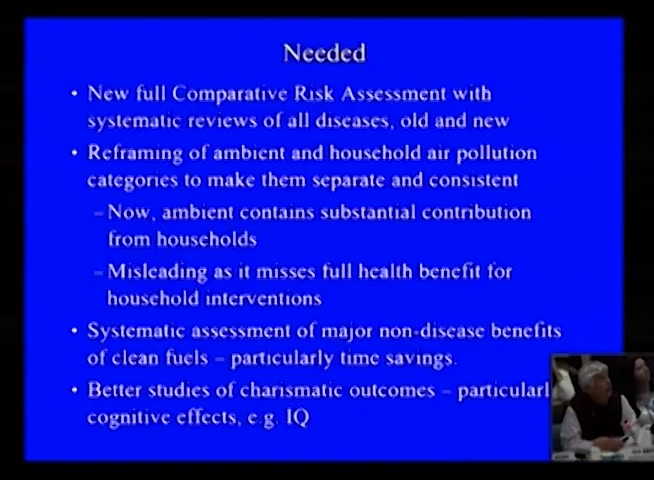 Needed
• New full Comparative Risk Assessment with
systematic reviews of all diseases, old and new
• Reframing of ambient and household air pollution
categories to make them separate and consistent
– Now, ambient contains substantial contribution
from households
– Misleading as it misses full health benefit for
household interventions
• Systematic assessment of major non-disease benefits
of clean fuels – particularly time savings.
• Better studies of charismatic outcomes – particularl
cognitive effects, e.g. IQ